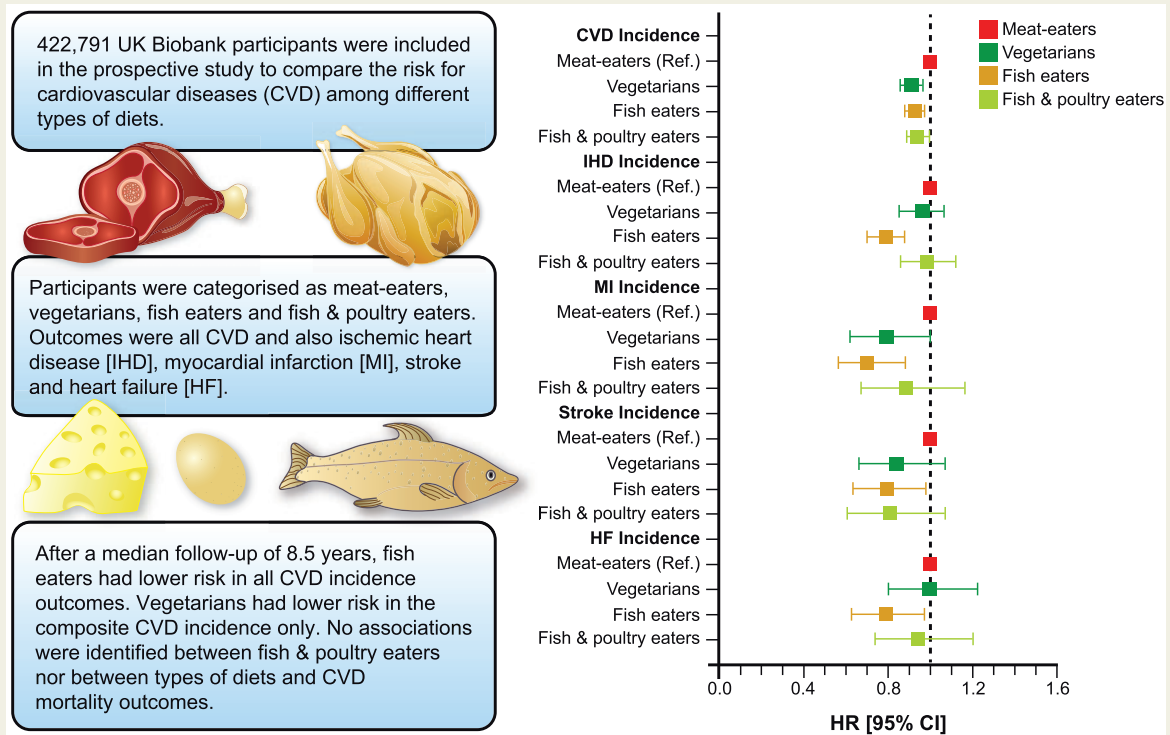 422,791 UK Biobank participants were included
in the prospective study to compare the risk for
cardiovascular diseases (CVD) among different
types of diets.
Participants were categorised as meat-eaters,
vegetarians, fish eaters and fish & poultry eaters.
Outcomes were all CVD and also ischemic heart
disease [IHD], myocardial infarction [MI], stroke
and heart failure [HF].
After a median follow-up of 8.5 years, fish
eaters had lower risk in all CVD incidence
outcomes. Vegetarians had lower risk in the
composite CVD incidence only. No associations
were identified between fish & poultry eaters
nor between types of diets and CVD
mortality outcomes.
CVD Incidence
Meat-eaters (Ref.)
Vegetarians
Fish eaters
Fish & poultry eaters
IHD Incidence
Meat-eaters (Ref.)
Vegetarians
Fish eaters
Fish & poultry eaters
MI Incidence
Meat-eaters (Ref.)
Vegetarians
Fish eaters
Fish & poultry eaters
Stroke Incidence
Meat-eaters (Ref.)
Vegetarians
Fish eaters
Fish & poultry eaters
HF Incidence
Meat-eaters (Ref.)
Vegetarians
Fish eaters
Fish & poultry eaters
0.0 0.4 0.8 1.2 1.6
HR [95% CI]
Meat-eaters
Vegetarians
Fish eaters
Fish & poultry eaters